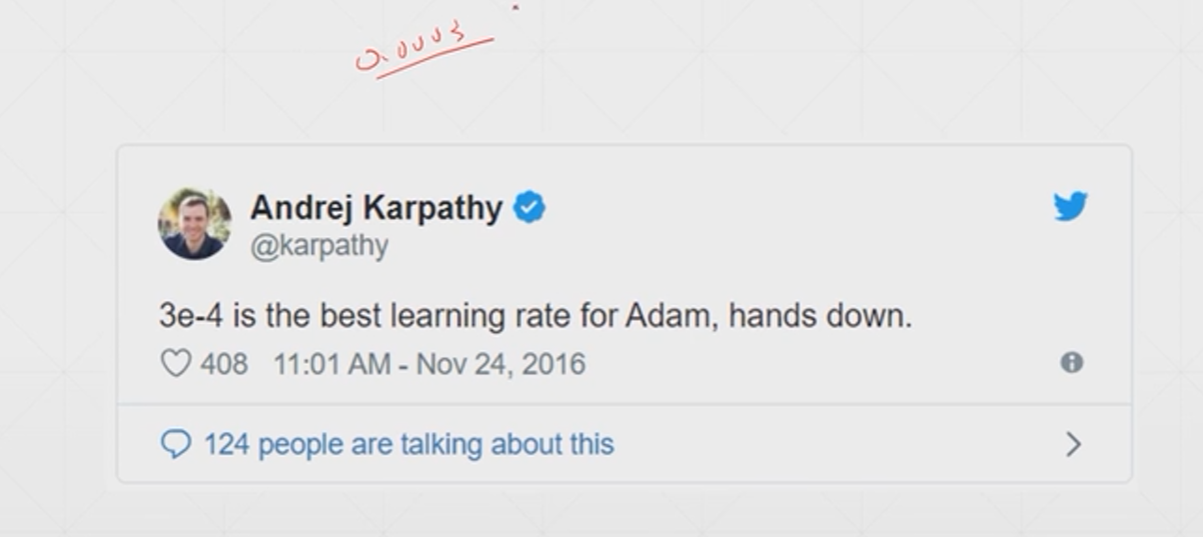 0.0003
Andrej Karpathy
@karpathy
3e-4 is the best learning rate for Adam, hands down.
408 11:01 AM - Nov 24, 2016
124 people are talking about this